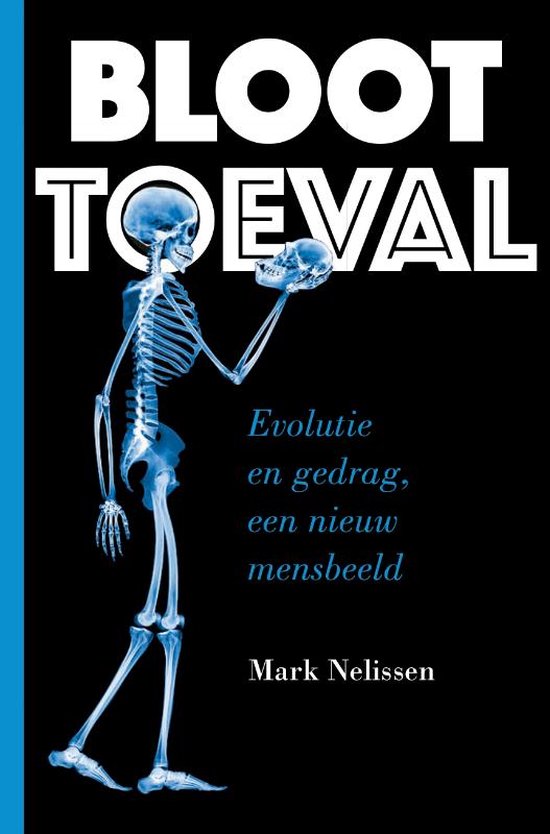 BLOOT
TOEVAL
Evolutie
en gedrag,
een nieuw
mensbeeld
Mark Nelissen